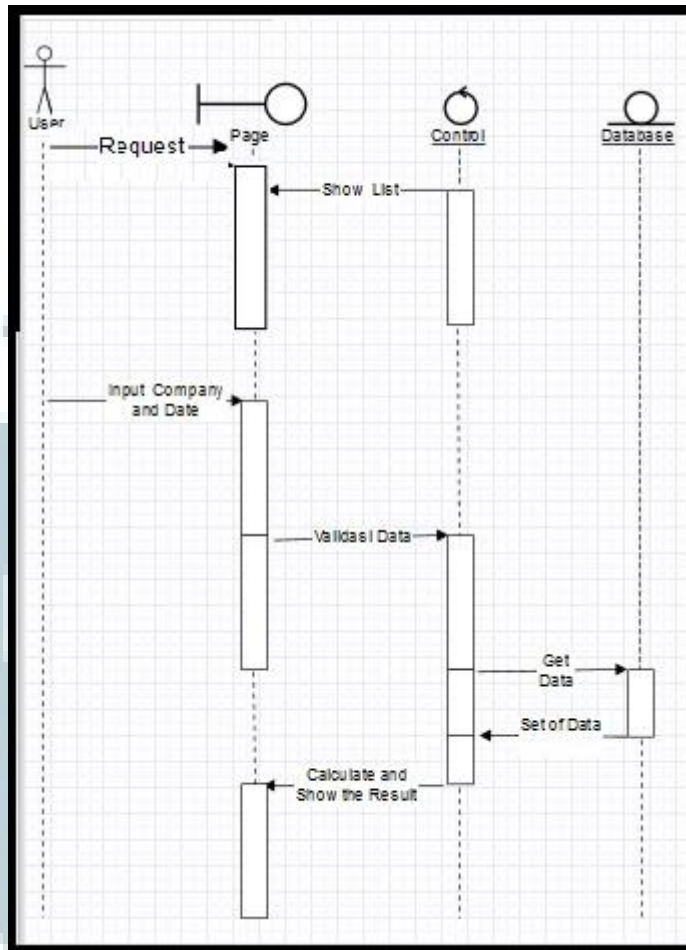 User
Page
Control
Database
Request
Show List
Input Company
and Date
Validasi Data
Get
Data
Set of Data
Calculate and
Show the Result